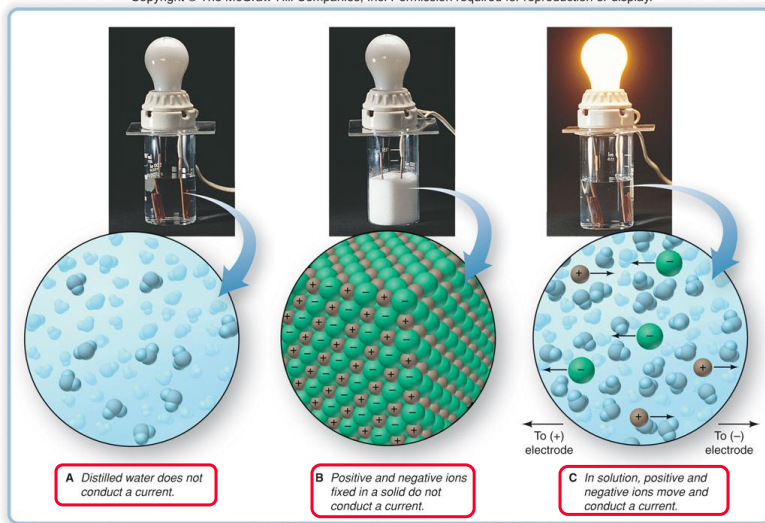 Copyright © The McGraw-Hill Companies, Inc. Permission required for reproduction or display.
To (+)
electrode
To (–)
electrode
A Distilled water does not
conduct a current.
B Positive and negative ions
fixed in a solid do not
conduct a current.
C In solution, positive and
negative ions move and
conduct a current.